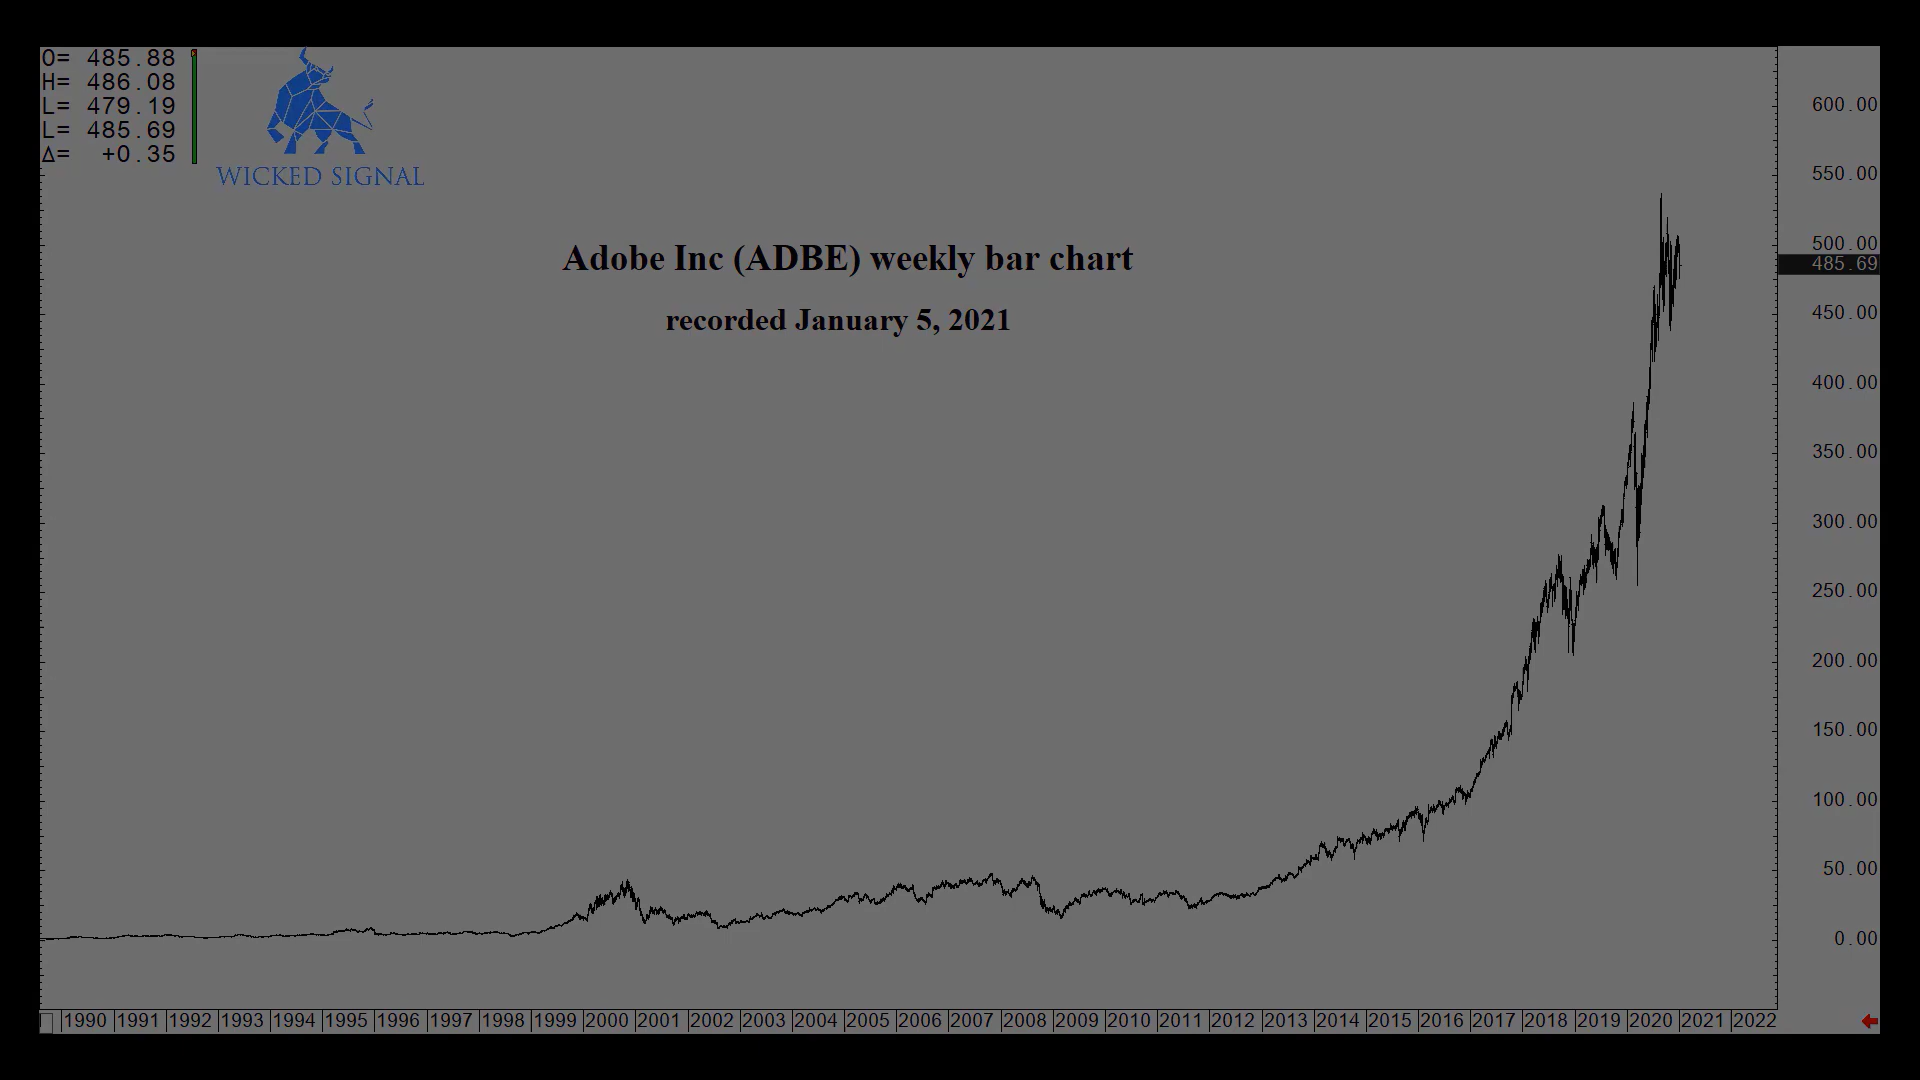 O= 485.88
H= 486.08
L= 479.19
L= 485.69
Δ= +0.35
WICKED SIGNAL
Adobe Inc (ADBE) weekly bar chart
recorded January 5, 2021
600.00
550.00
500.00
485.69
450.00
400.00
350.00
300.00
250.00
200.00
150.00
100.00
50.00
0.00
1990 1991 1992 1993 1994 1995 1996 1997 1998 1999 2000 2001 2002 2003 2004 2005 2006 2007 2008 2009 2010 2011 2012 2013 2014 2015 2016 2017 2018 2019 2020 2021 2022